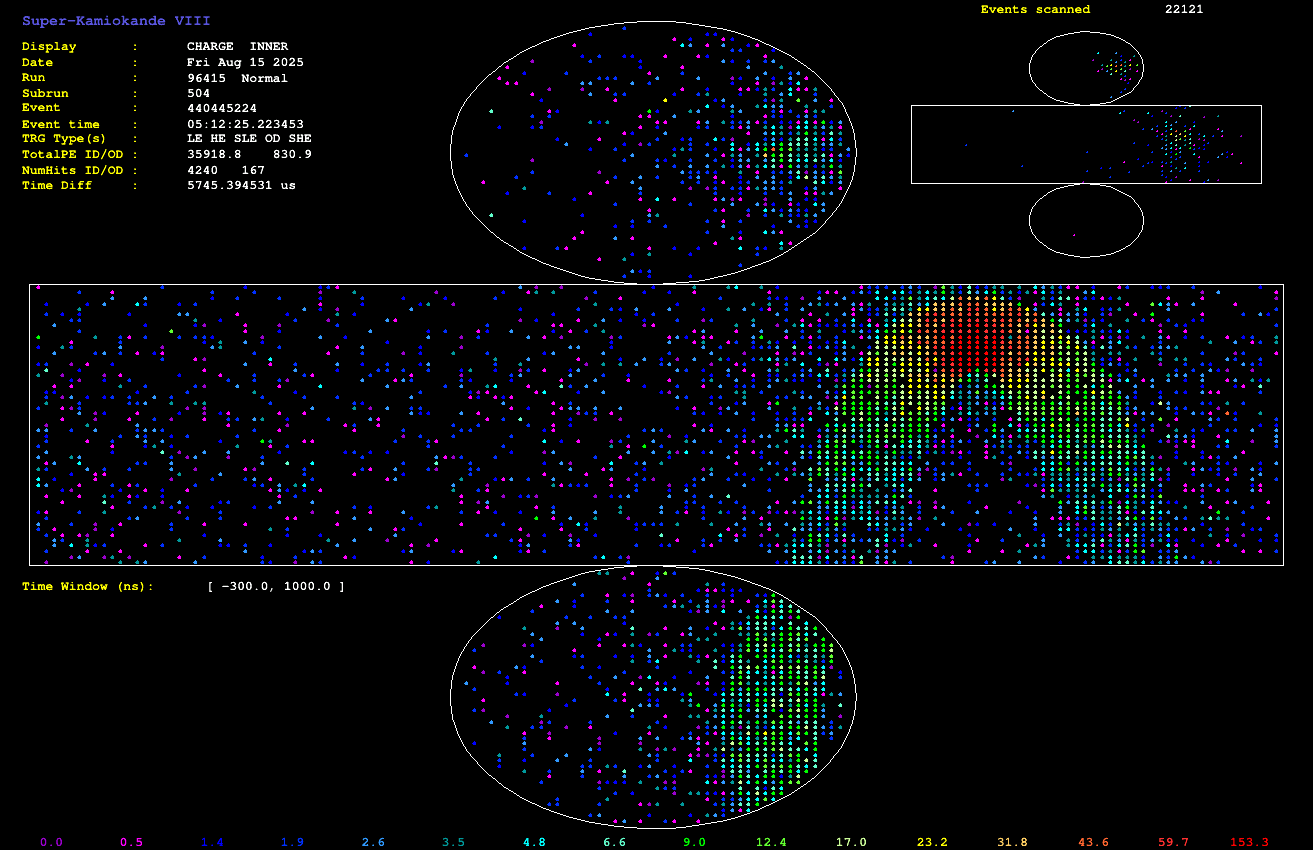 Super-Kamiokande VIII
Events scanned 22121
Display : CHARGE INNER
Date : Fri Aug 15 2025
Run : 96415 Normal
Subrun : 504
Event : 440445224
Event time : 05:12:25.223453
TRG Type(s) : LE HE SLE OD SHE
TotalPE ID/OD : 35918.8 830.9
NumHits ID/OD : 4240 167
Time Diff : 5745.394531 us
Time Window (ns): [ -300.0, 1000.0 ]
0.0 0.5 1.4 1.9 2.6 3.5 4.8 6.6 9.0 12.4 17.0 23.2 31.8 43.6 59.7 153.3